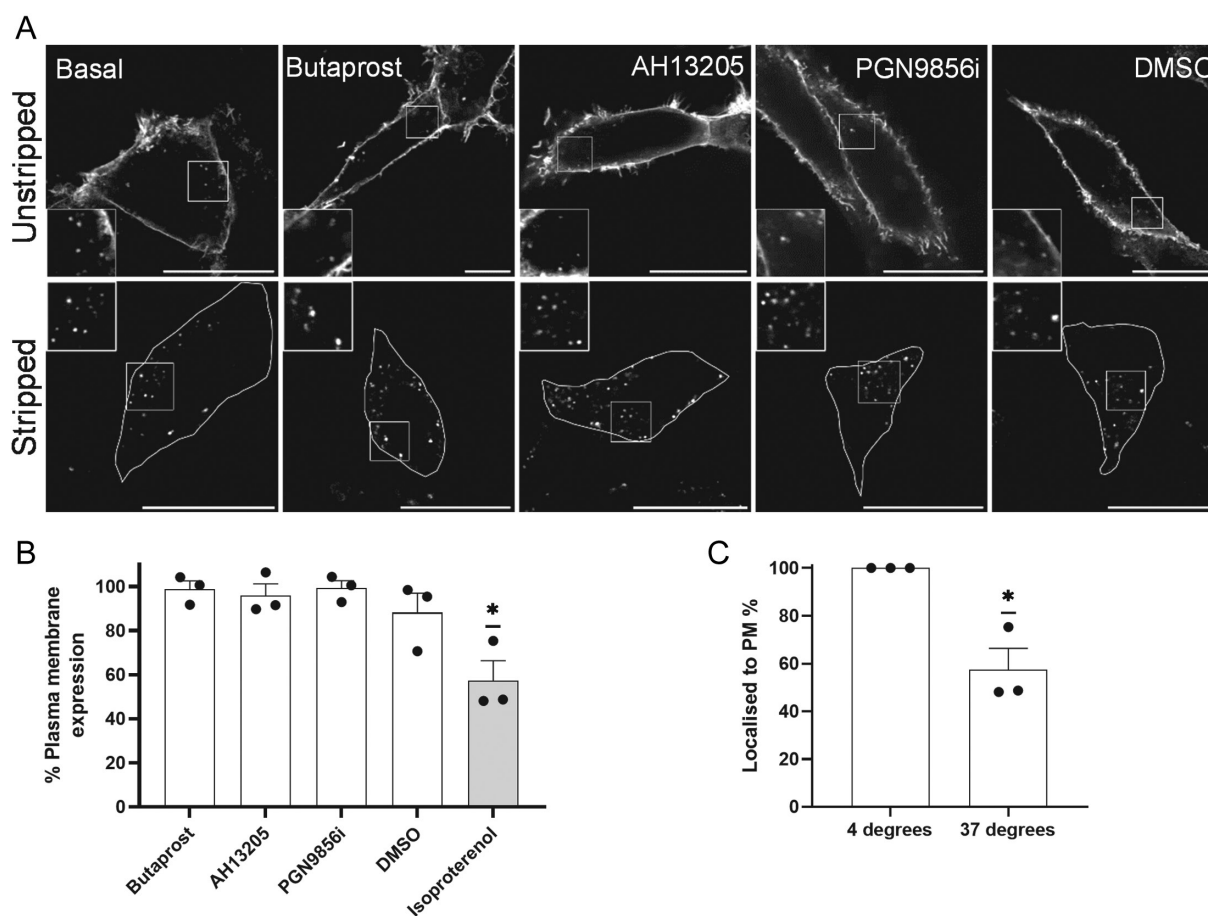 A
Basal
Butaprost
AH13205
PGN9856i
DMSO
Unstripped
Stripped
B
% Plasma membrane
expression
100
80
60
40
20
0
*
Butaprost
AH13205
PGN9856i
DMSO
Isoproterenol
C
Localised to PM %
100
80
60
40
20
0
*
4 degrees
37 degrees